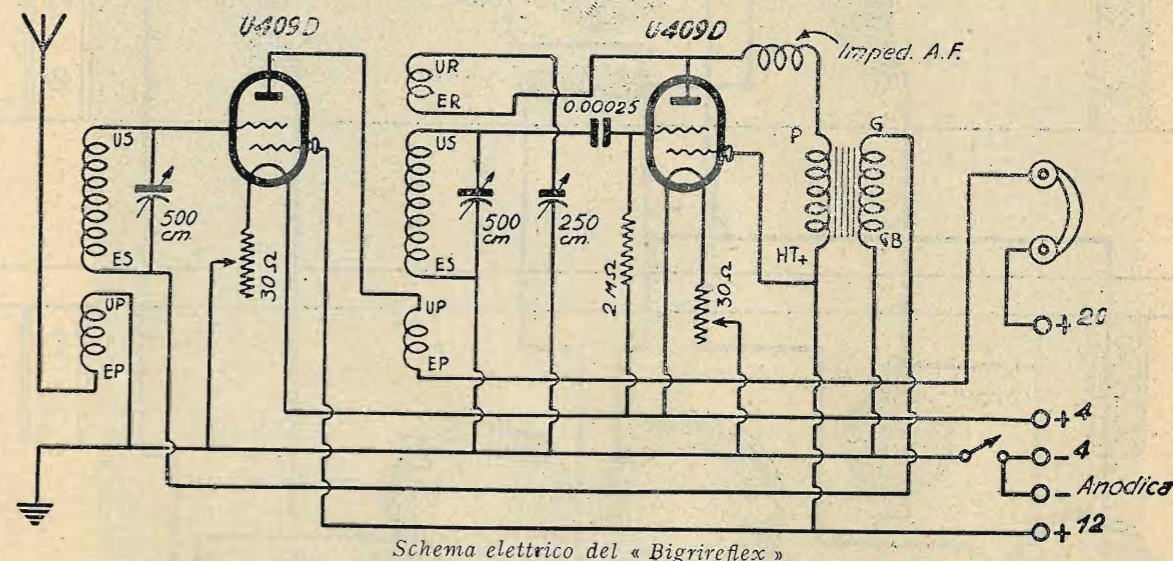 U409D
U409D
Imped. A.F.
UR
ER
0.00025
US
500 cm.
ES
UP
EP
30 Ω
US
500 cm
250 cm.
ES
UP
EP
2 MΩ
30 Ω
P
G
HT+
GB
+ 20
+ 4
- 4
- Anodica
+ 12
Schema elettrico del « Bigrireflex »